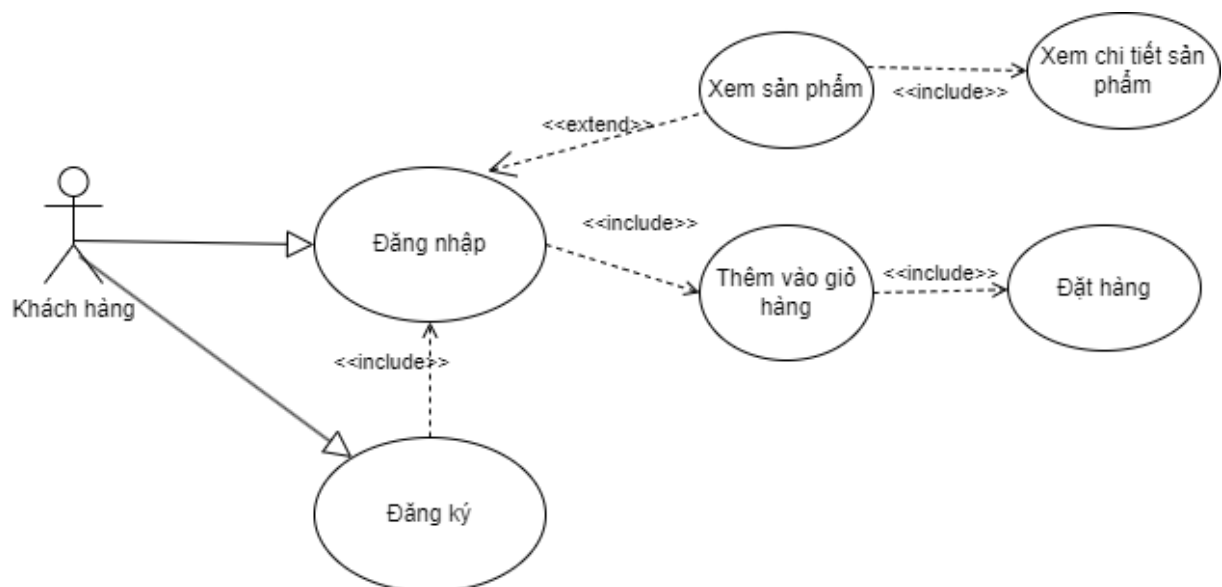 Xem sản phẩm
<<include>>
Xem chi tiết sản
phẩm
<<extend>>
Khách hàng
Đăng nhập
<<include>>
Thêm vào giỏ
hàng
<<include>>
Đặt hàng
<<include>>
Đăng ký